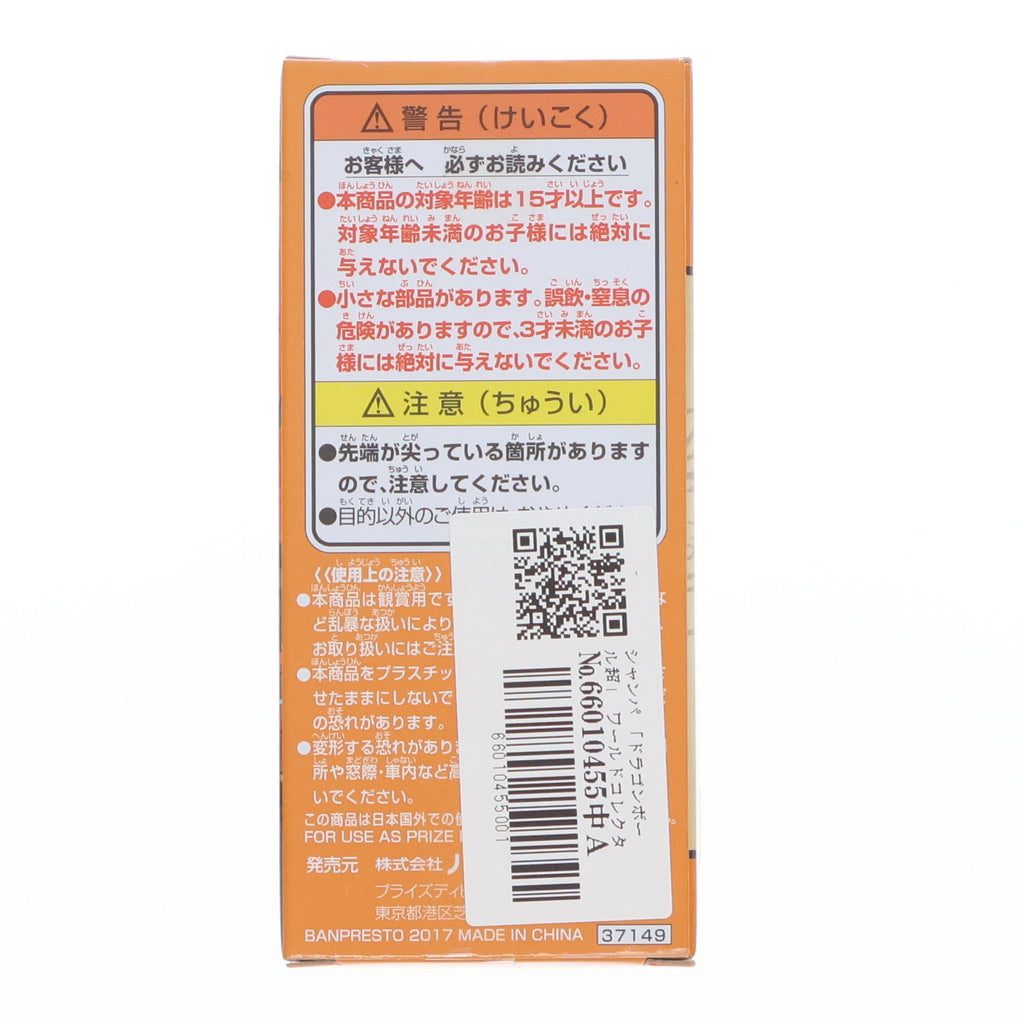 警告（けいこく）
お客様へ 必ずお読みください
●本商品の対象年齢は15才以上です。
対象年齢未満のお子様には絶対に
与えないでください。
●小さな部品があります。誤飲・窒息の
危険がありますので、3才未満のお子
様には絶対に与えないでください。
注意（ちゅうい）
●先端が尖っている箇所があります
ので、注意してください。
●目的以外のご使用は、
《使用上の注意》
●本商品は観賞用で
ど乱暴な扱いにより
お取り扱いにはご注
●本商品をプラスチッ
せたままにしないで
の恐れがあります。
●変形する恐れがあり
所や窓際・車内など高
いでください。
この商品は日本国外での
FOR USE AS PRIZE
発売元 株式会社
プライズディ
東京都港区芝
BANPRESTO 2017 MADE IN CHINA 37149
シャンパ 「ドラゴンボー
ル超」 ワールドコレクタ
No.66010455中 A
66010455001